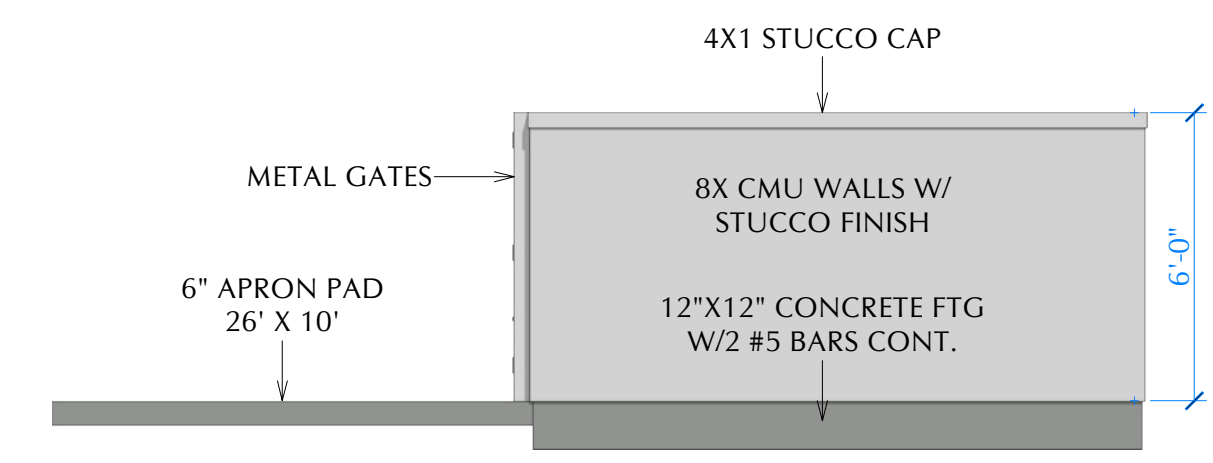 4X1 STUCCO CAP
METAL GATES
8X CMU WALLS W/
STUCCO FINISH
6'-0"
6" APRON PAD
26' X 10'
12"X12" CONCRETE FTG
W/2 #5 BARS CONT.